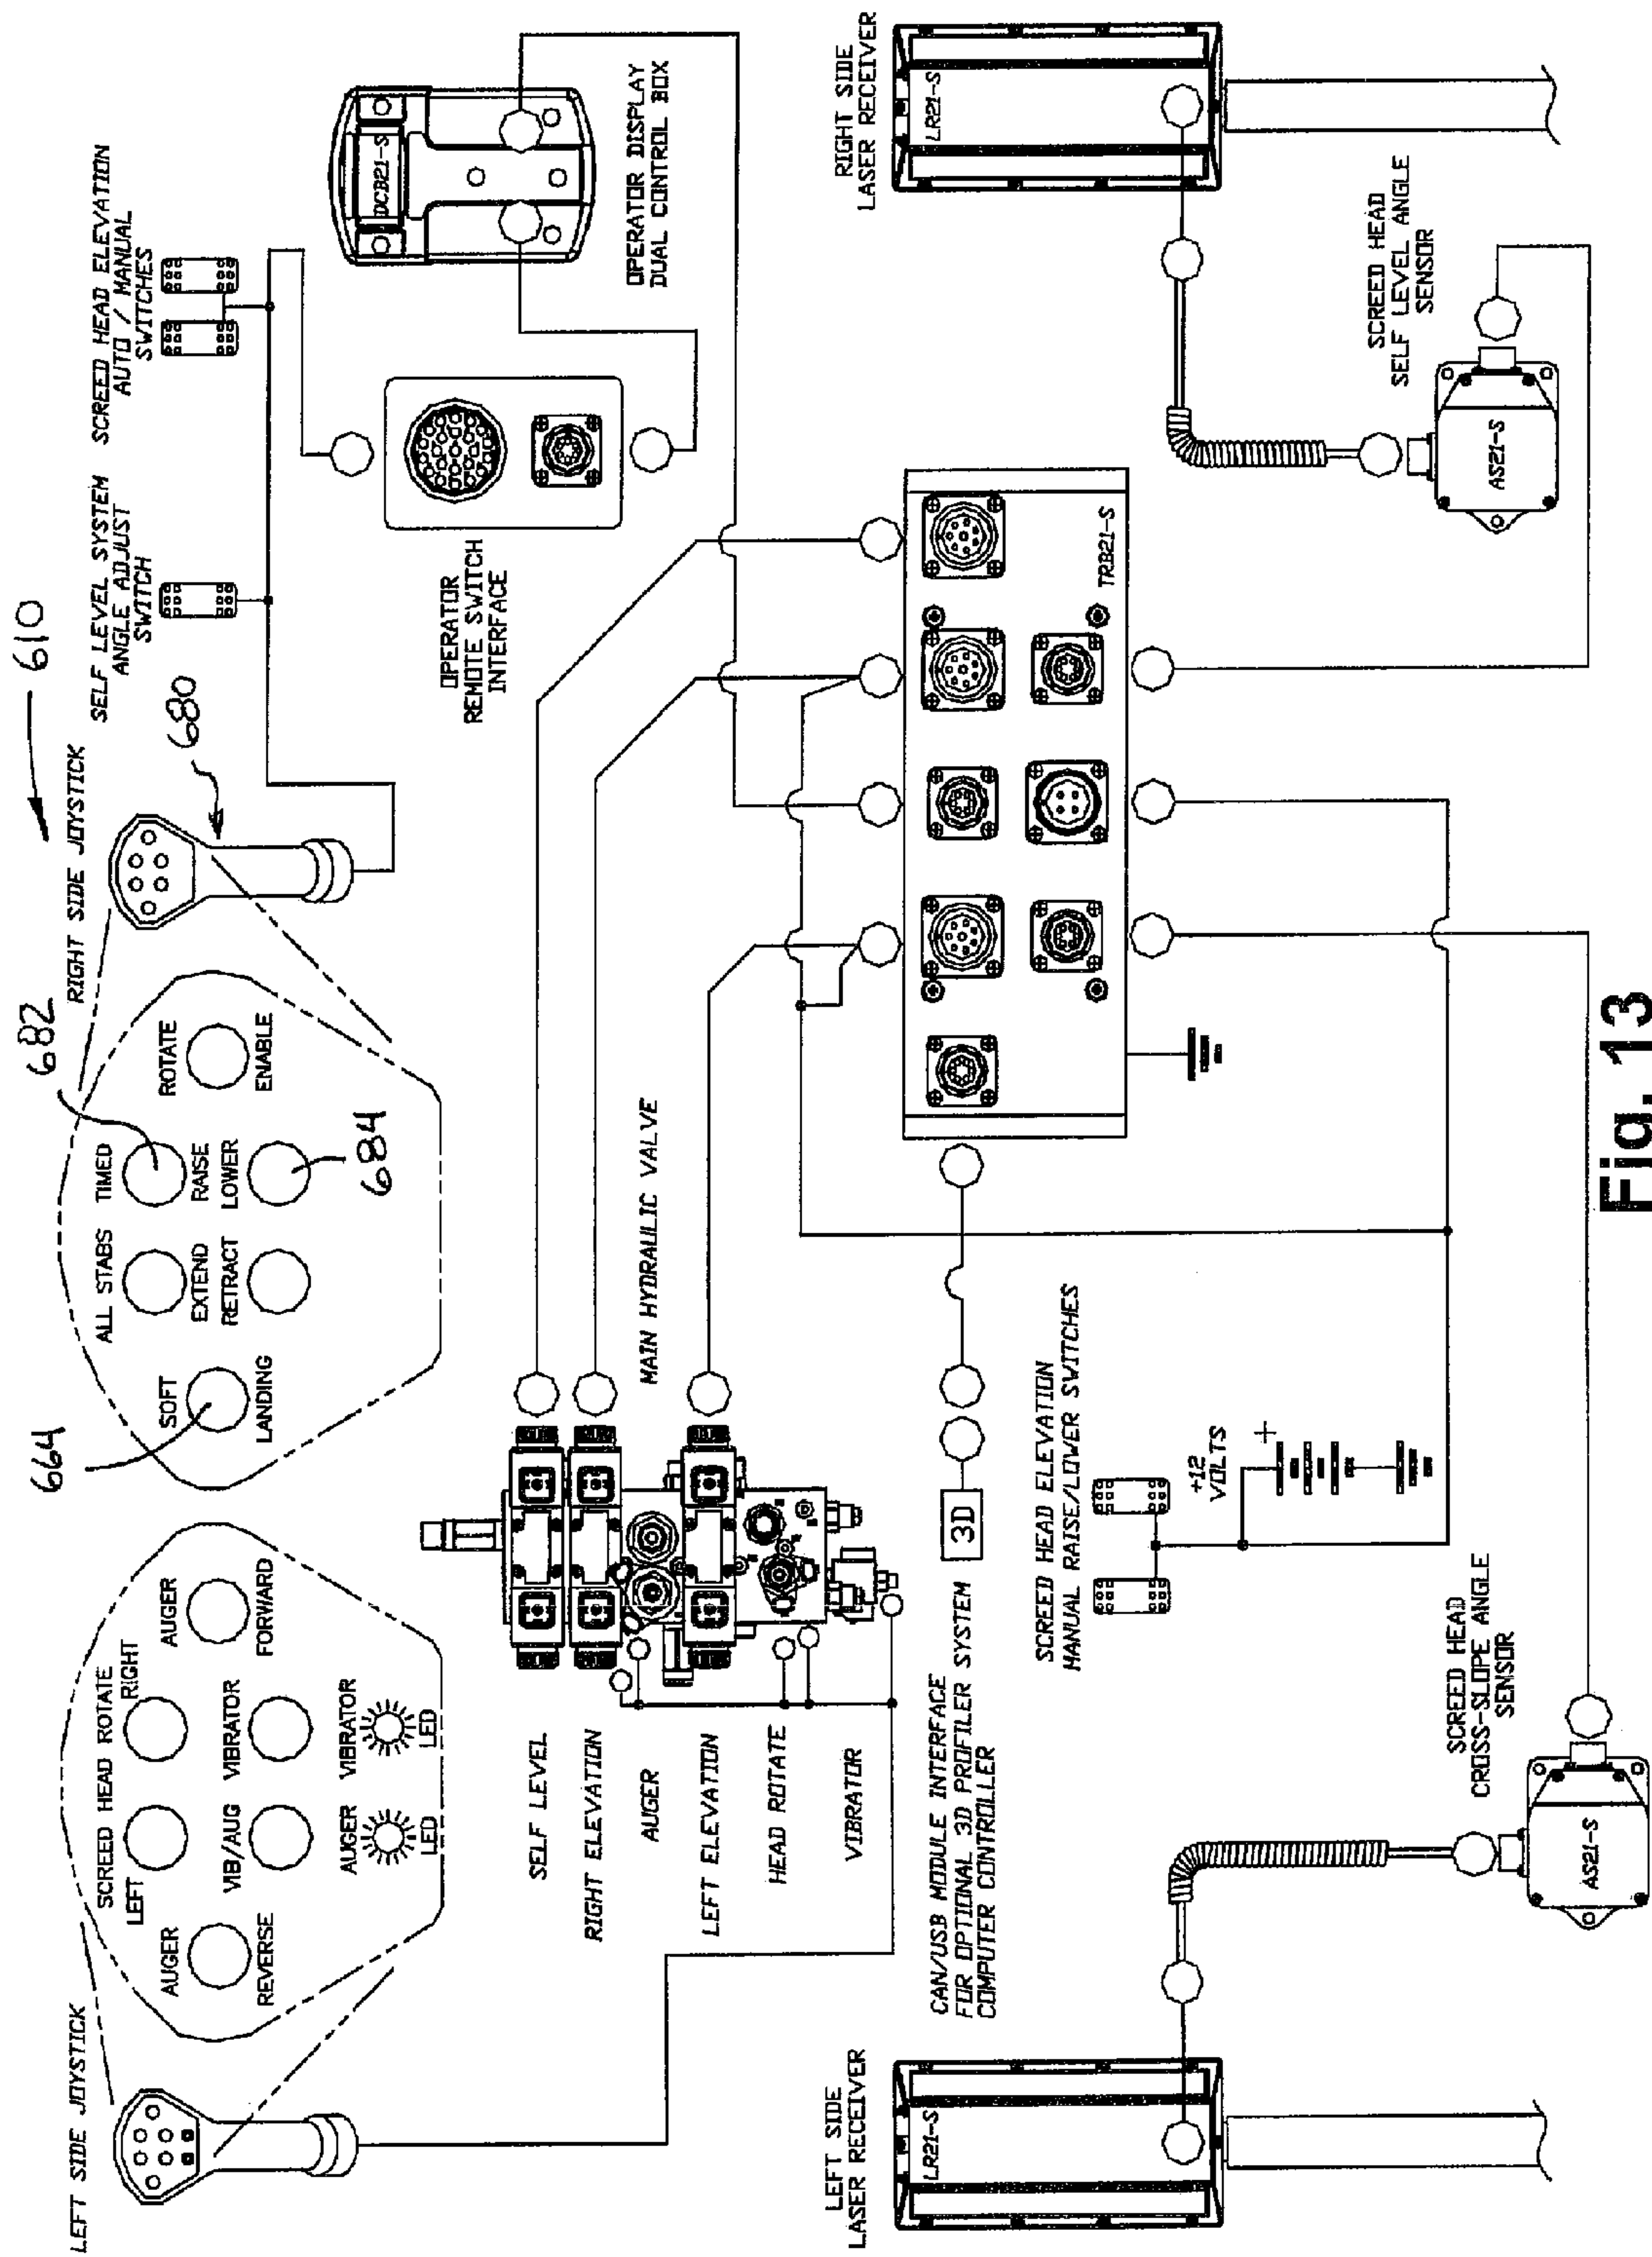 610
LEFT SIDE JOYSTICK
AUGER
REVERSE
SCREED HEAD ROTATE
LEFT
RIGHT
VIB/AUG
VIBRATOR
AUGER
LED
VIBRATOR
LED
AUGER
FORWARD
664
SOFT
LANDING
ALL STABS
EXTEND
RETRACT
682
TIMED
RAISE
LOWER
684
ROTATE
ENABLE
RIGHT SIDE JOYSTICK
680
SELF LEVEL SYSTEM
ANGLE ADJUST
SWITCH
SCREED HEAD ELEVATION
AUTO / MANUAL
SWITCHES
OPERATOR
REMOTE SWITCH
INTERFACE
DCB21-S
OPERATOR DISPLAY
DUAL CONTROL BOX
SELF LEVEL
RIGHT ELEVATION
AUGER
LEFT ELEVATION
HEAD ROTATE
VIBRATOR
MAIN HYDRAULIC VALVE
LEFT SIDE
LASER RECEIVER
LR21-S
CAN/USB MODULE INTERFACE
FOR OPTIONAL 3D PROFILER SYSTEM
COMPUTER CONTROLLER
3D
TRB21-S
RIGHT SIDE
LASER RECEIVER
LR21-S
SCREED HEAD ELEVATION
MANUAL RAISE/LOWER SWITCHES
+12
VOLTS
+
SCREED HEAD
SELF LEVEL ANGLE
SENSOR
AS21-S
SCREED HEAD
CROSS-SLOPE ANGLE
SENSOR
AS21-S
Fig. 13